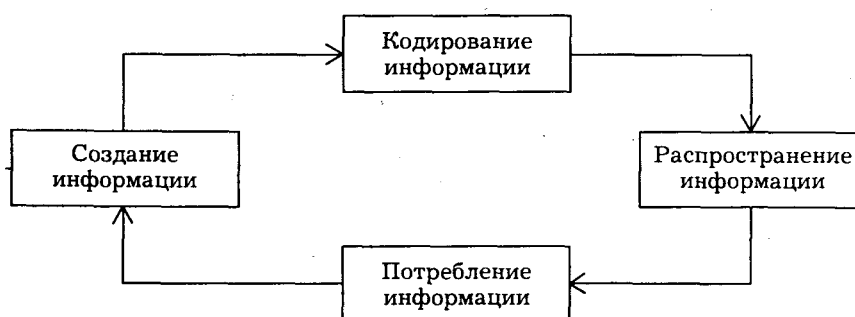 Кодирование
информации
Создание
информации
Распространение
информации
Потребление
информации